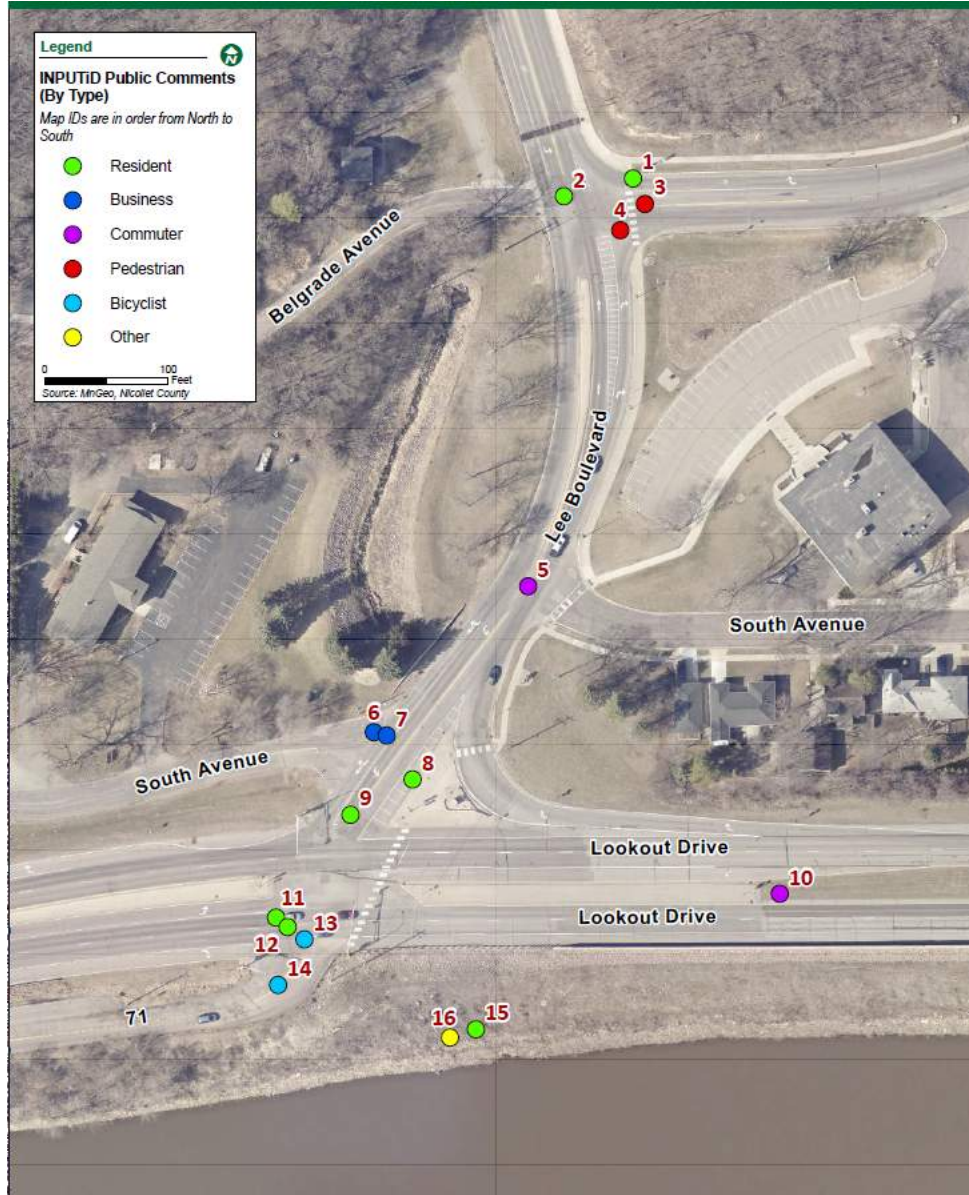 Legend
N
INPUTiD Public Comments
(By Type)
Map IDs are in order from North to
South
Resident
Business
Commuter
Pedestrian
Bicyclist
Other
0 100
Feet
Source: MnGeo, Nicollet County
1
2
3
4
Belgrade Avenue
Lee Boulevard
5
South Avenue
6
7
South Avenue
8
9
Lookout Drive
10
11
Lookout Drive
12
13
14
71
15
16